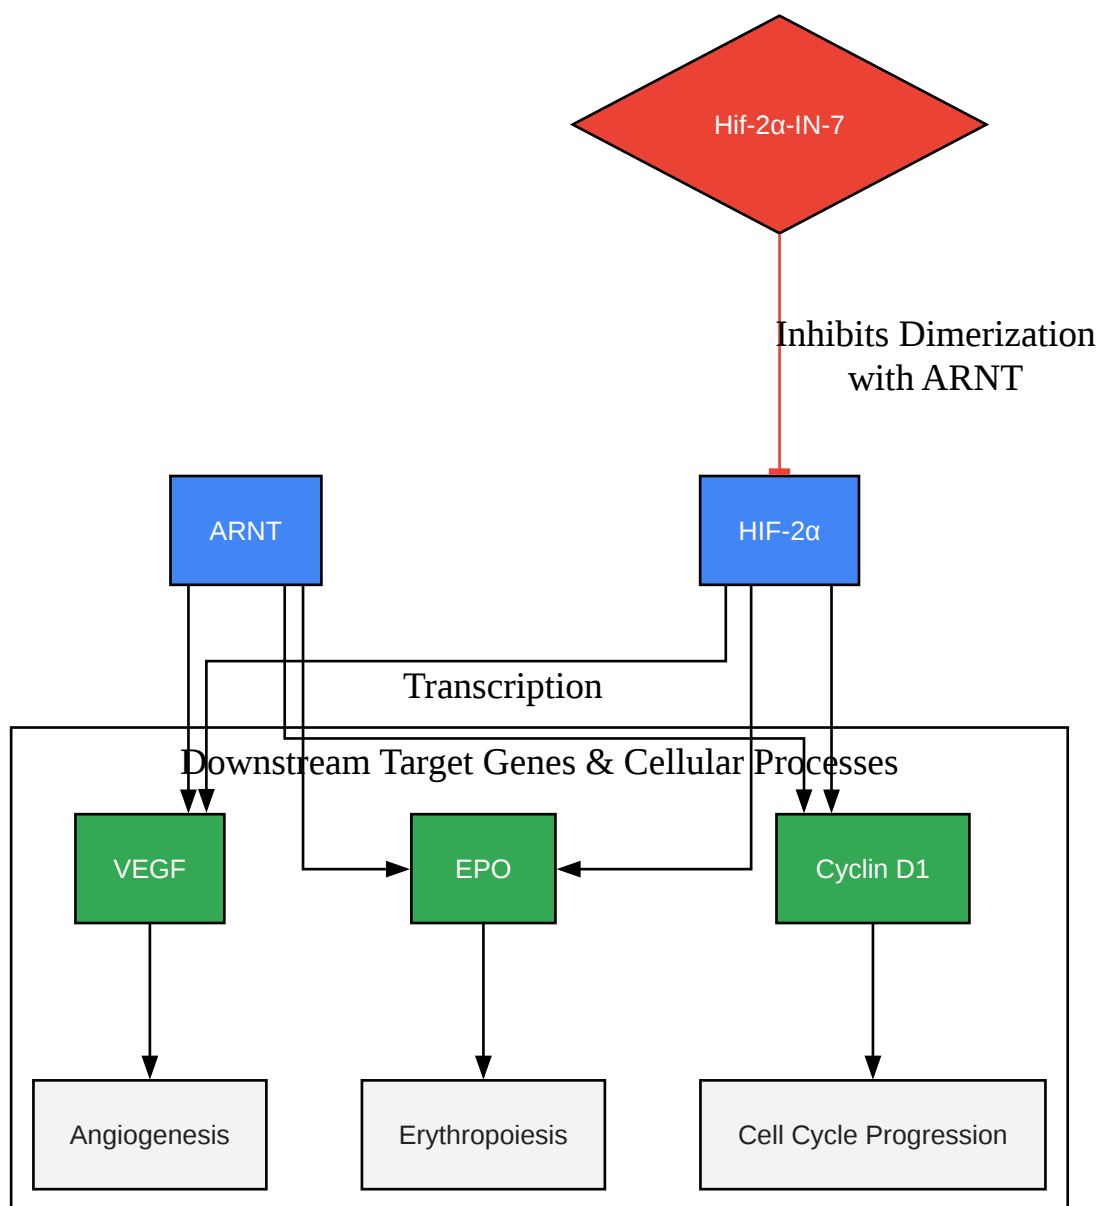 Hif-2α-IN-7
Inhibits Dimerization
with ARNT
ARNT
HIF-2α
Transcription
Downstream Target Genes & Cellular Processes
VEGF
EPO
Cyclin D1
Angiogenesis
Erythropoiesis
Cell Cycle Progression